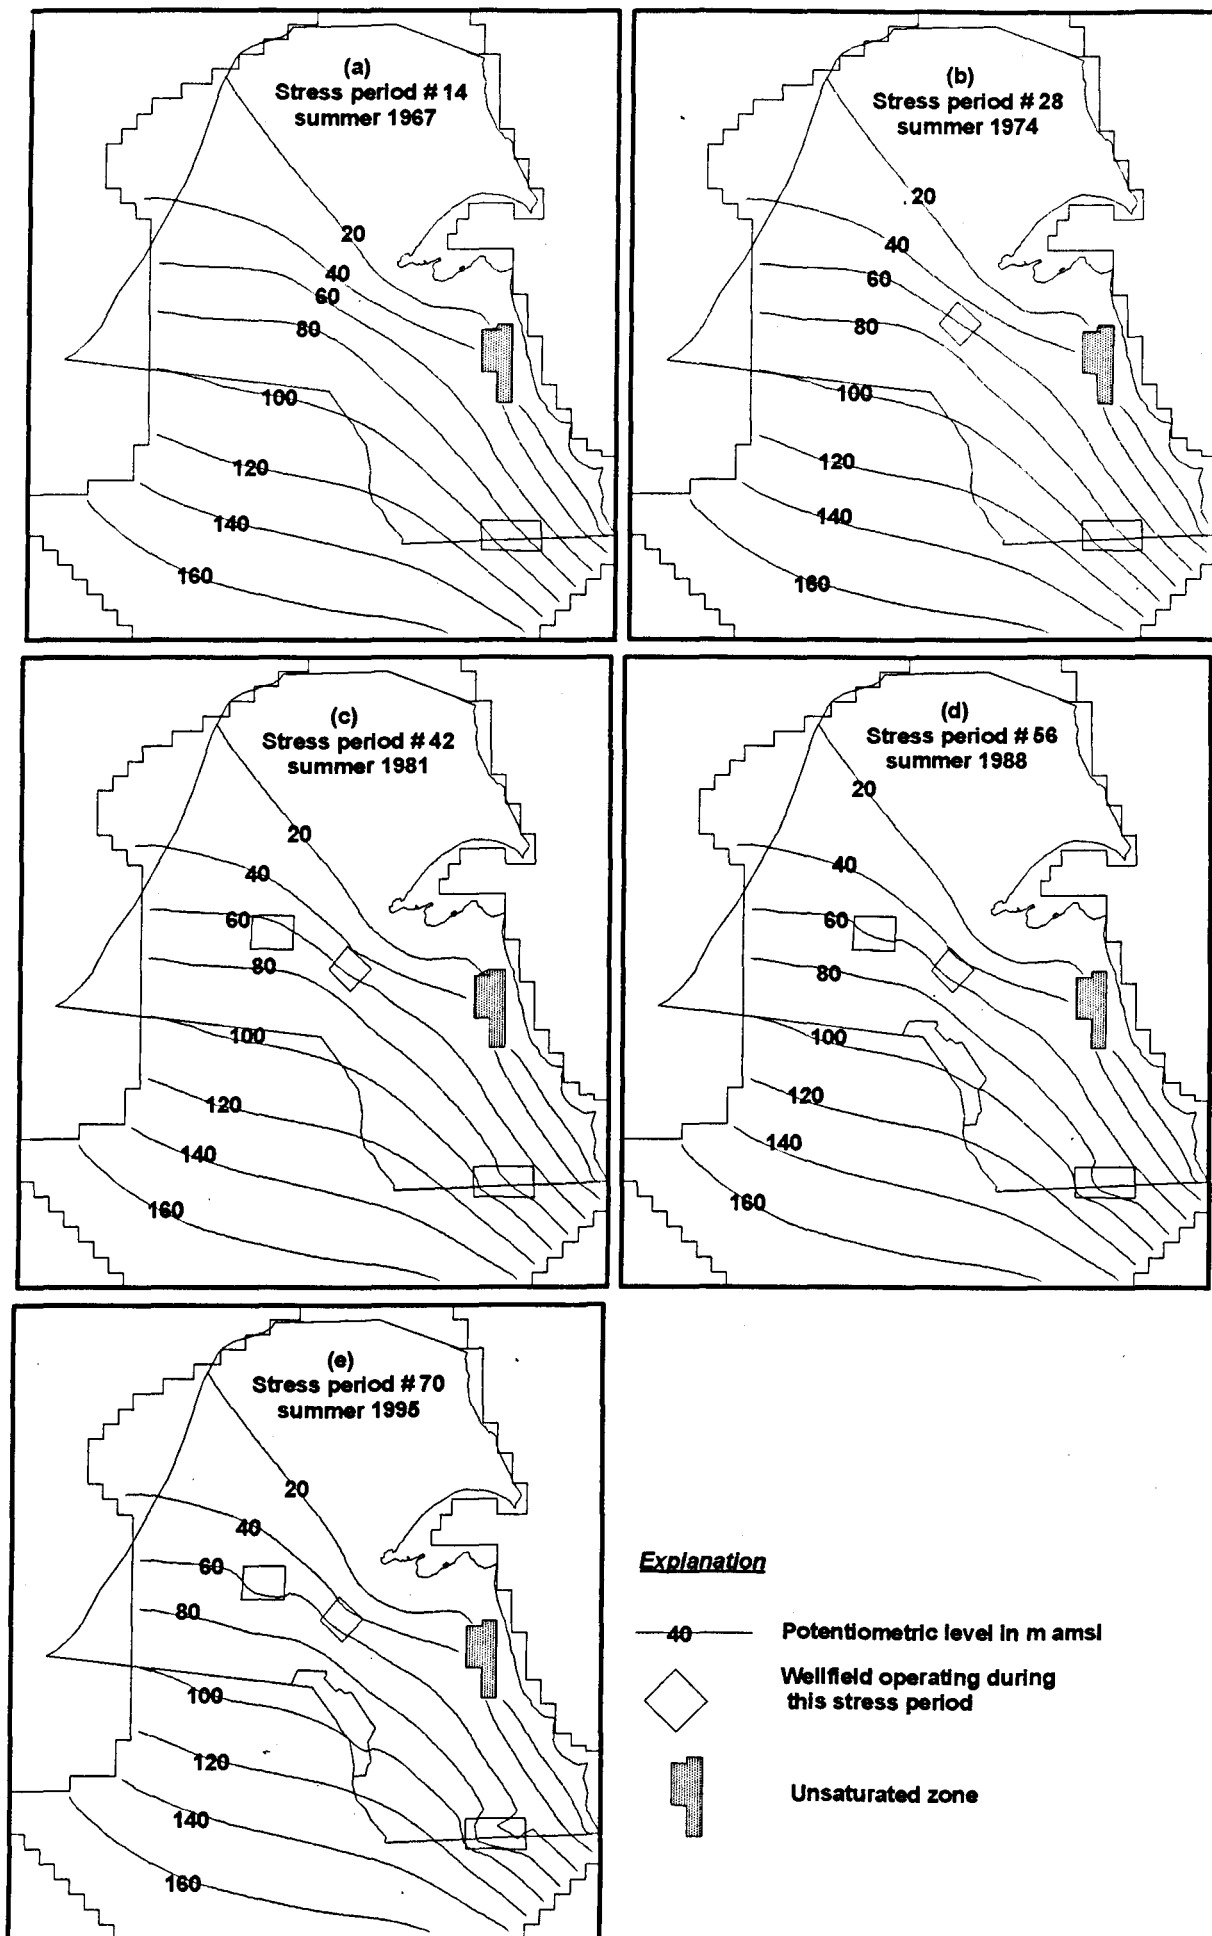 (a)
Stress period # 14
summer 1967
20
40
60
80
100
120
140
160
(b)
Stress period # 28
summer 1974
20
40
60
80
100
120
140
160
(c)
Stress period # 42
summer 1981
20
40
60
80
100
120
140
160
(d)
Stress period # 56
summer 1988
20
40
60
80
100
120
140
160
(e)
Stress period # 70
summer 1995
20
40
60
80
100
120
140
160
Explanation
40 Potentiometric level in m amsl
Wellfield operating during
this stress period
Unsaturated zone